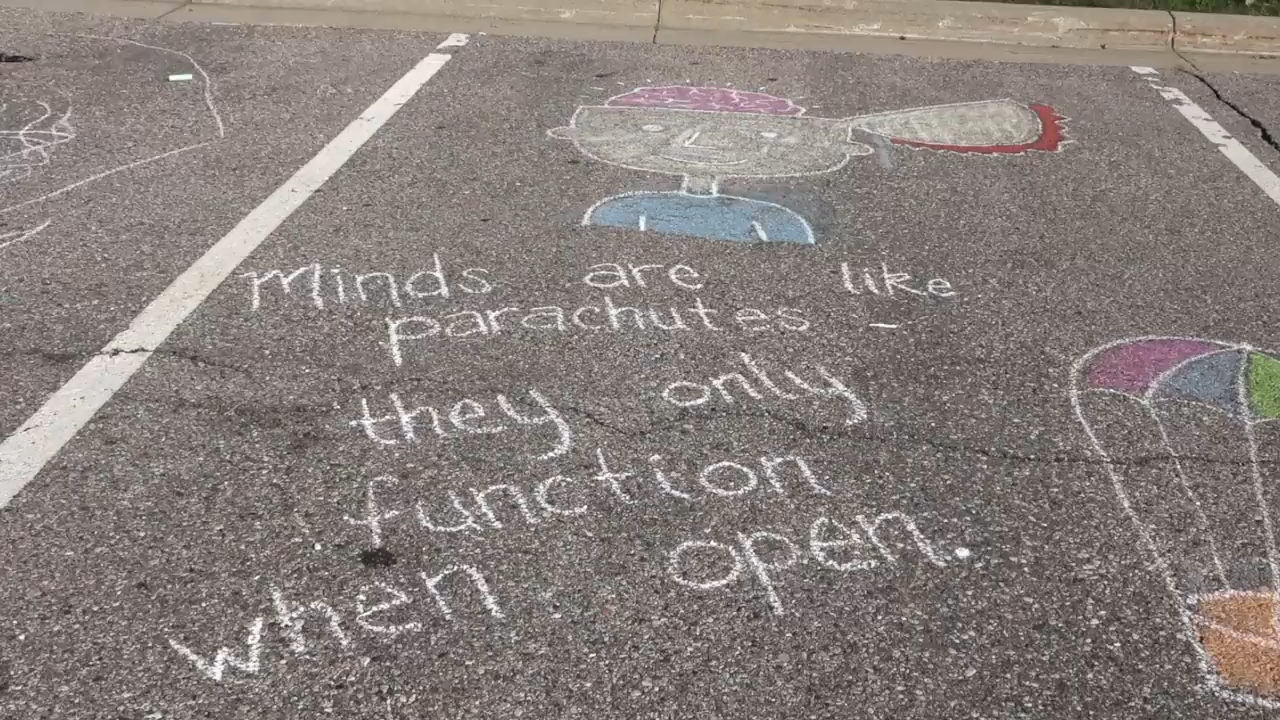 Minds are like
parachutes -
they only
function
when open.